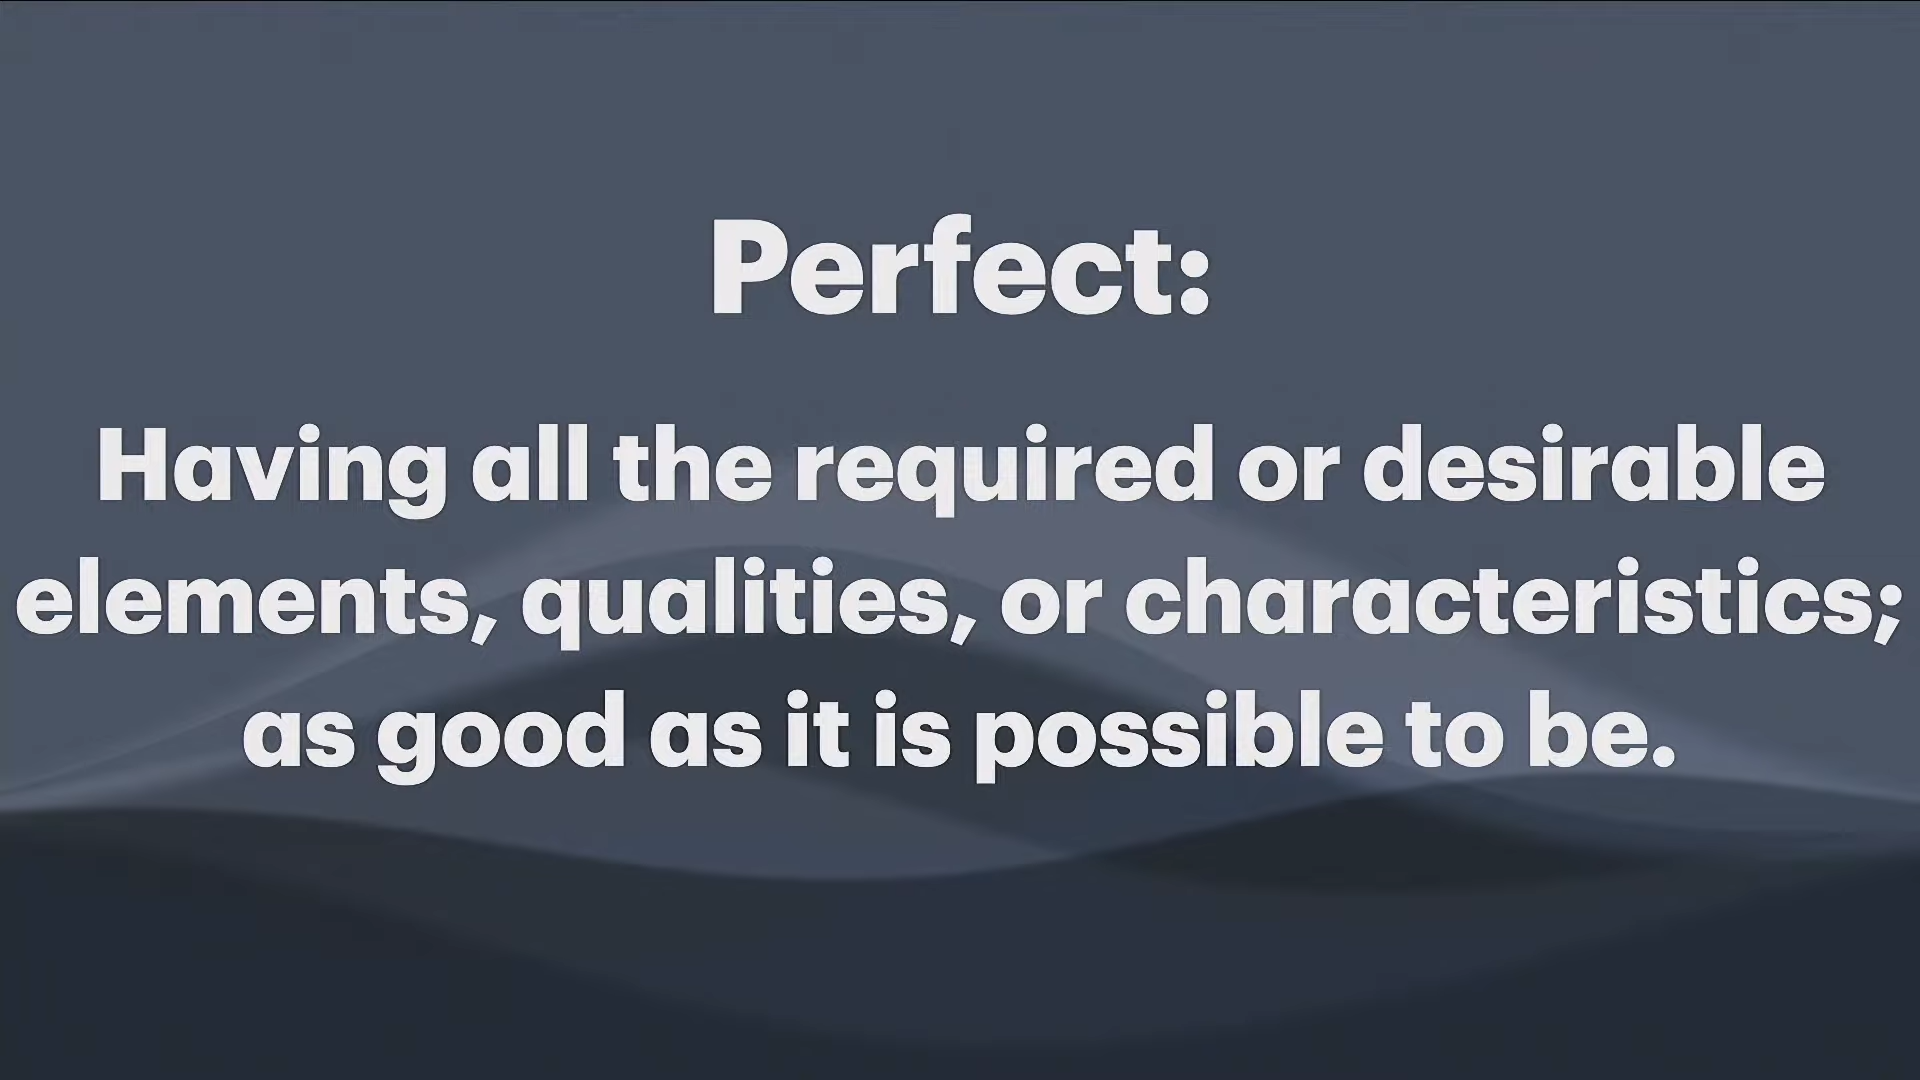 Perfect:
Having all the required or desirable
elements, qualities, or characteristics;
as good as it is possible to be.